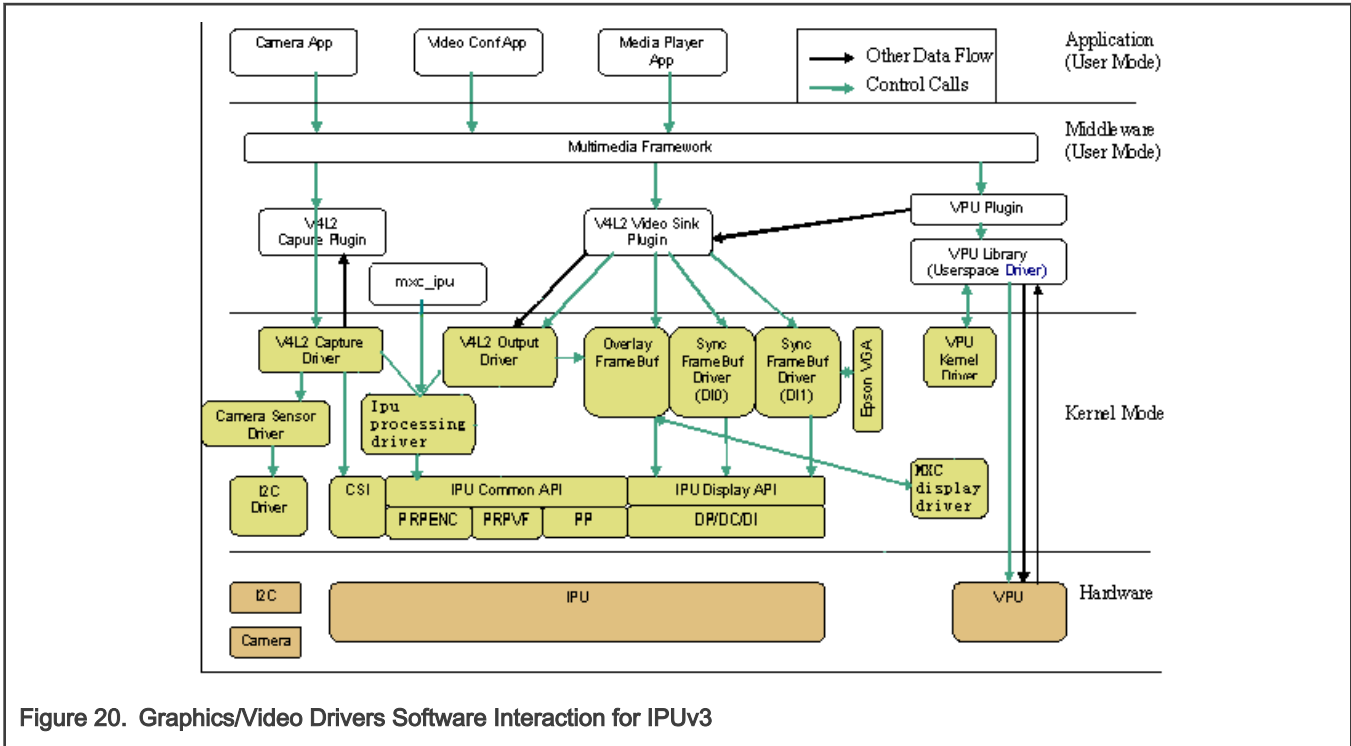 Camera App
Video Conf App
Media Player
App
Other Data Flow
Control Calls
Application
(User Mode)
Multimedia Framework
Middleware
(User Mode)
V4L2
Capure Plugin
V4L2 Video Sink
Plugin
VPU Plugin
VPU Library
(Userspace Driver)
mxc_ipu
V4L2 Capture
Driver
V4L2 Output
Driver
Overlay
FrameBuf
Sync
FrameBuf
Driver
(DI0)
Sync
FrameBuf
Driver
(DI1)
Epson VGA
VPU
Kernel
Driver
Kernel Mode
Camera Sensor
Driver
Ipu
processing
driver
I2C
Driver
CSI
IPU Common API
IPU Display API
PRPENC
PRPVF
PP
DP/DC/DI
MXC
display
driver
I2C
Camera
IPU
VPU
Hardware
Figure 20. Graphics/Video Drivers Software Interaction for IPUv3